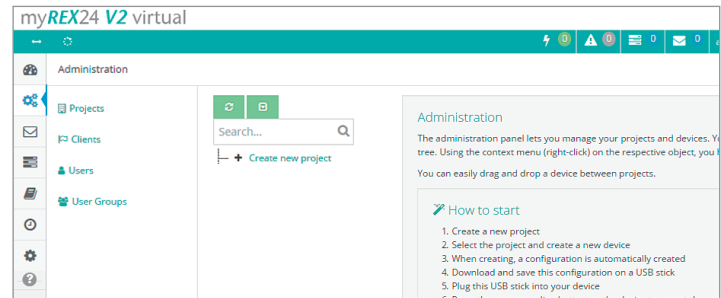 myREX24 V2 virtual
0 0 0 0
Administration
Projects
Clients
Users
User Groups
Search...
Create new project
Administration
The administration panel lets you manage your projects and devices.
tree. Using the context menu (right-click) on the respective object, you
You can easily drag and drop a device between projects.
How to start
1. Create a new project
2. Select the project and create a new device
3. When creating, a configuration is automatically created
4. Download and save this configuration on a USB stick
5. Plug this USB stick into your device